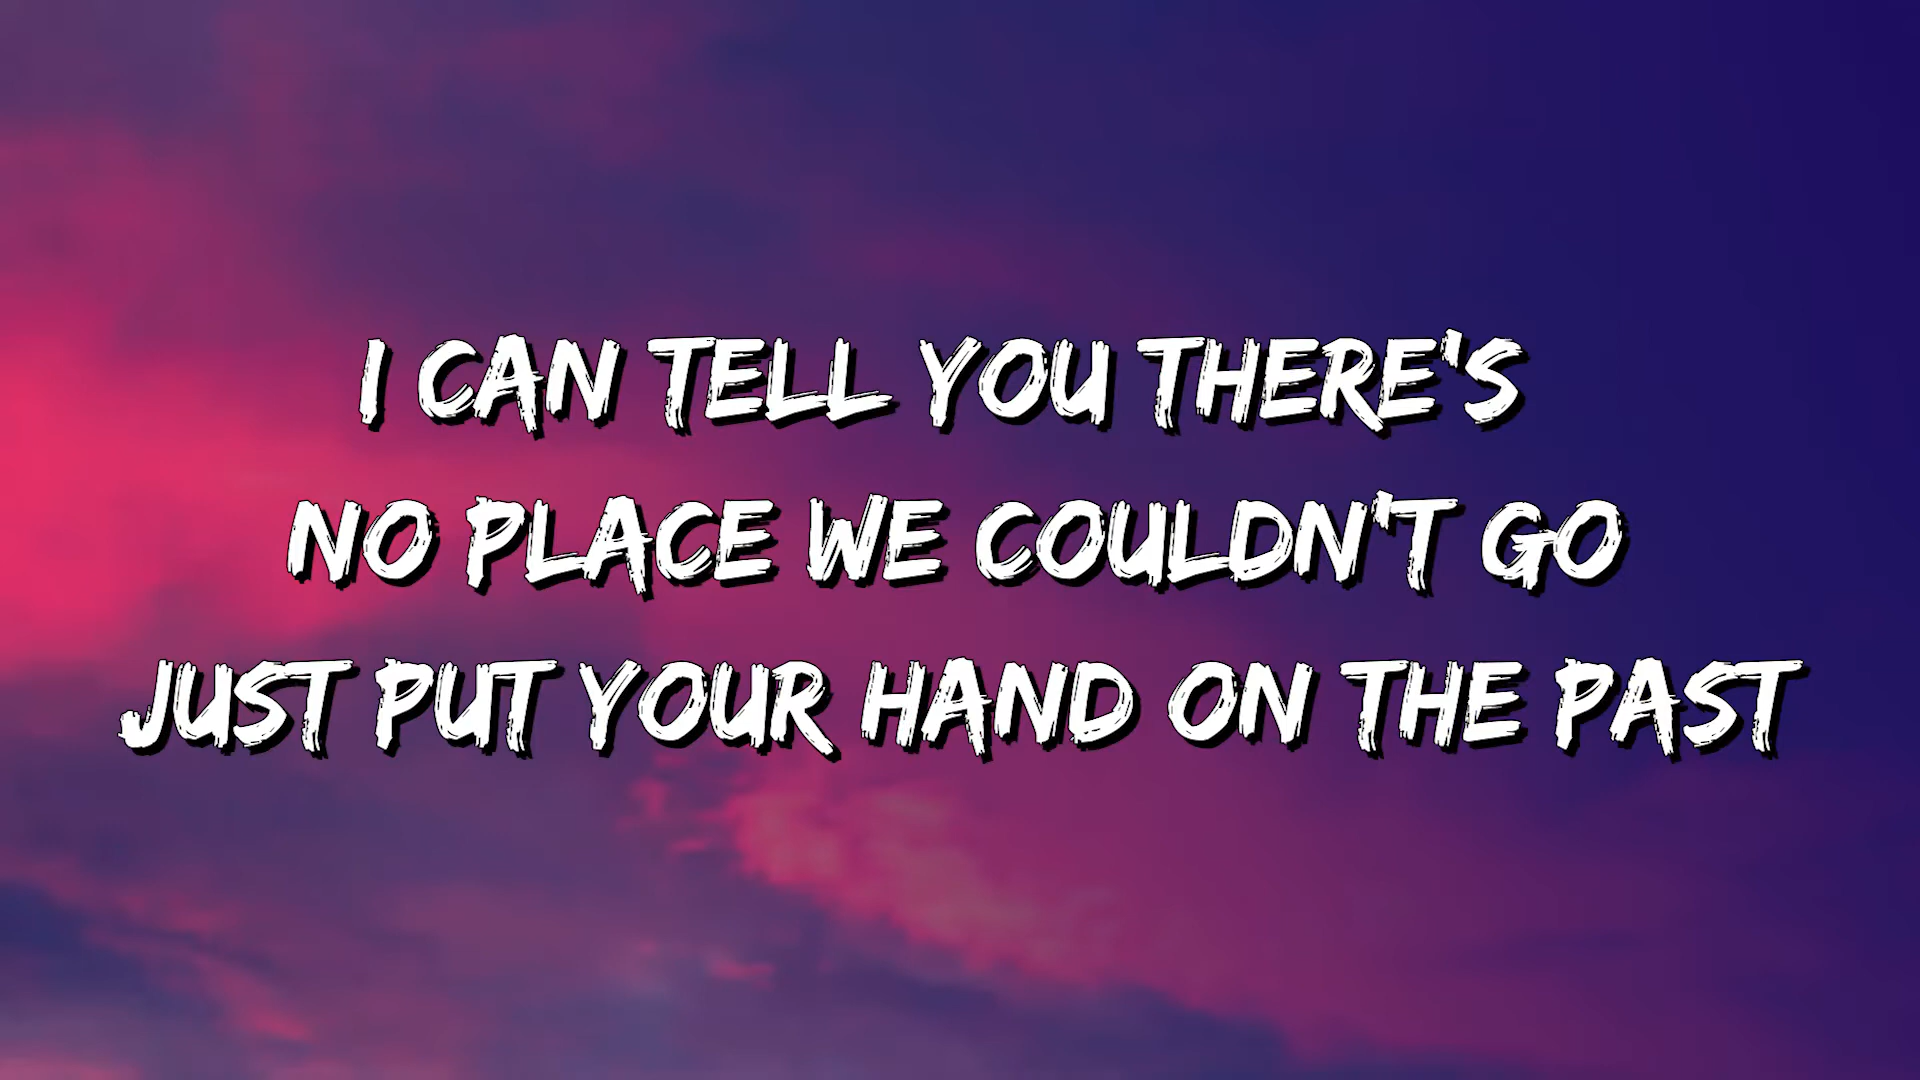 I CAN TELL YOU THERE'S
NO PLACE WE COULDN'T GO
JUST PUT YOUR HAND ON THE PAST